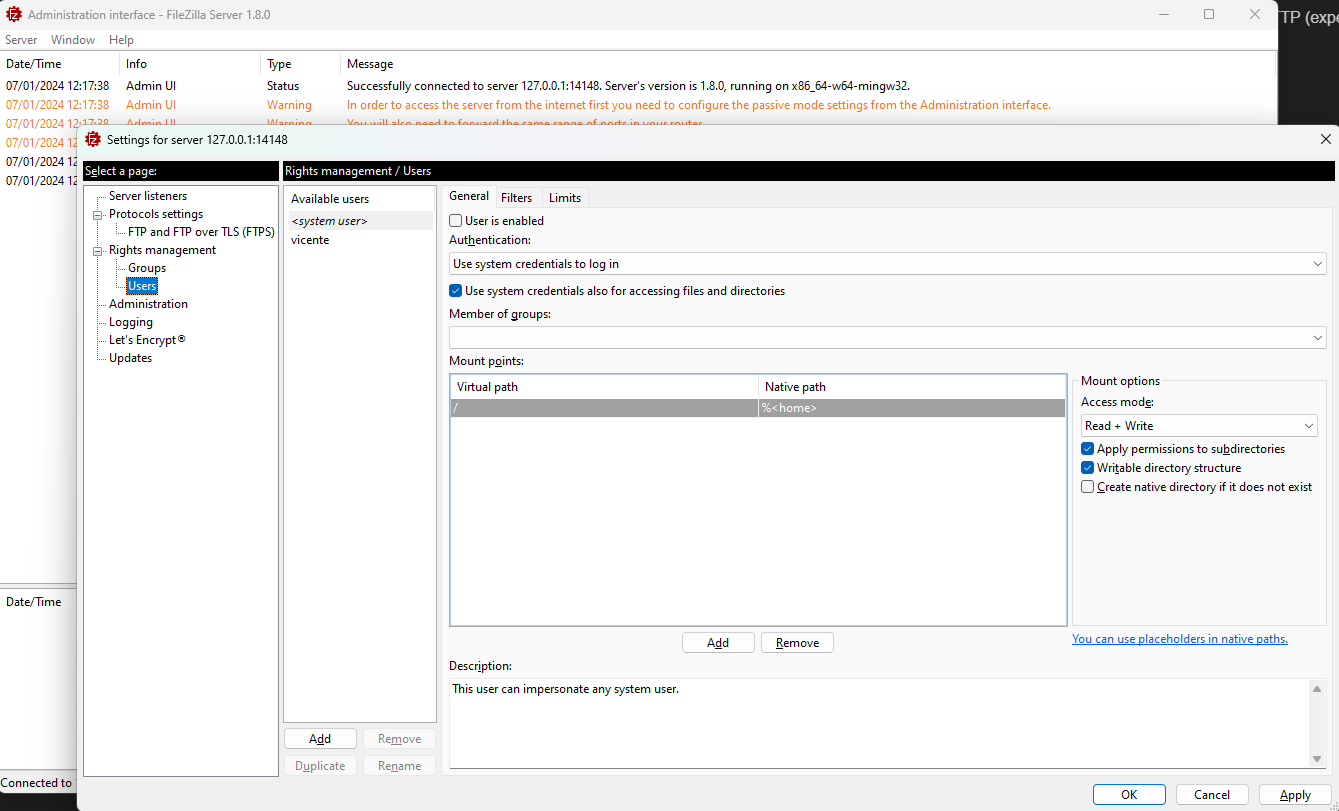 Administration interface - FileZilla Server 1.8.0
TP (expe
Server Window Help
Date/Time Info Type Message
07/01/2024 12:17:38 Admin UI Status Successfully connected to server 127.0.0.1:14148. Server's version is 1.8.0, running on x86_64-w64-mingw32.
07/01/2024 12:17:38 Admin UI Warning In order to access the server from the internet first you need to configure the passive mode settings from the Administration interface.
07/01/2024 12:17:38 Admin UI Warning You will also need to forward the same range of ports in your router.
07/01/2024 12
07/01/2024 12
07/01/2024 12
Settings for server 127.0.0.1:14148
Select a page:
Server listeners
Protocols settings
FTP and FTP over TLS (FTPS)
Rights management
Groups
Users
Administration
Logging
Let's Encrypt®
Updates
Rights management / Users
Available users
<system user>
vicente
Add Remove
Duplicate Rename
General Filters Limits
User is enabled
Authentication:
Use system credentials to log in
Use system credentials also for accessing files and directories
Member of groups:
Mount points:
Virtual path Native path
/ %<home>
Add Remove
Mount options
Access mode:
Read + Write
Apply permissions to subdirectories
Writable directory structure
Create native directory if it does not exist
You can use placeholders in native paths.
Description:
This user can impersonate any system user.
Date/Time
Connected to
OK Cancel Apply